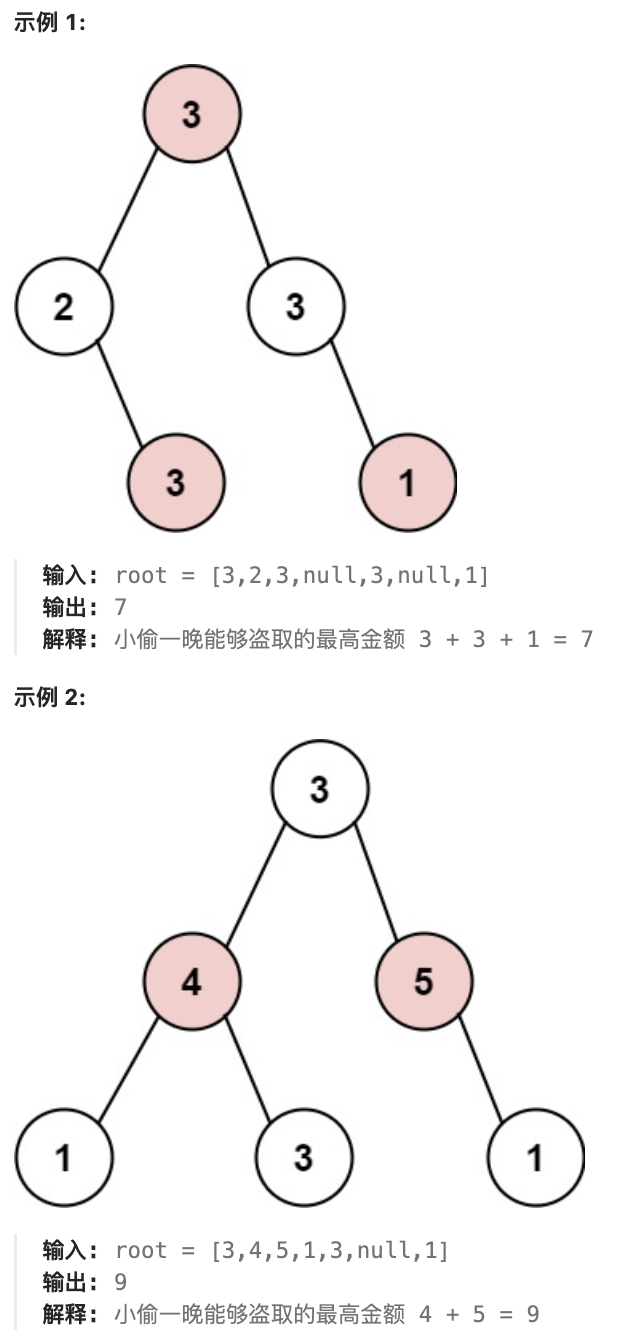 示例 1:
3
2
3
3
1
输入: root = [3,2,3,null,3,null,1]
输出: 7
解释: 小偷一晚能够盗取的最高金额 3 + 3 + 1 = 7
示例 2:
3
4
5
1
3
1
输入: root = [3,4,5,1,3,null,1]
输出: 9
解释: 小偷一晚能够盗取的最高金额 4 + 5 = 9